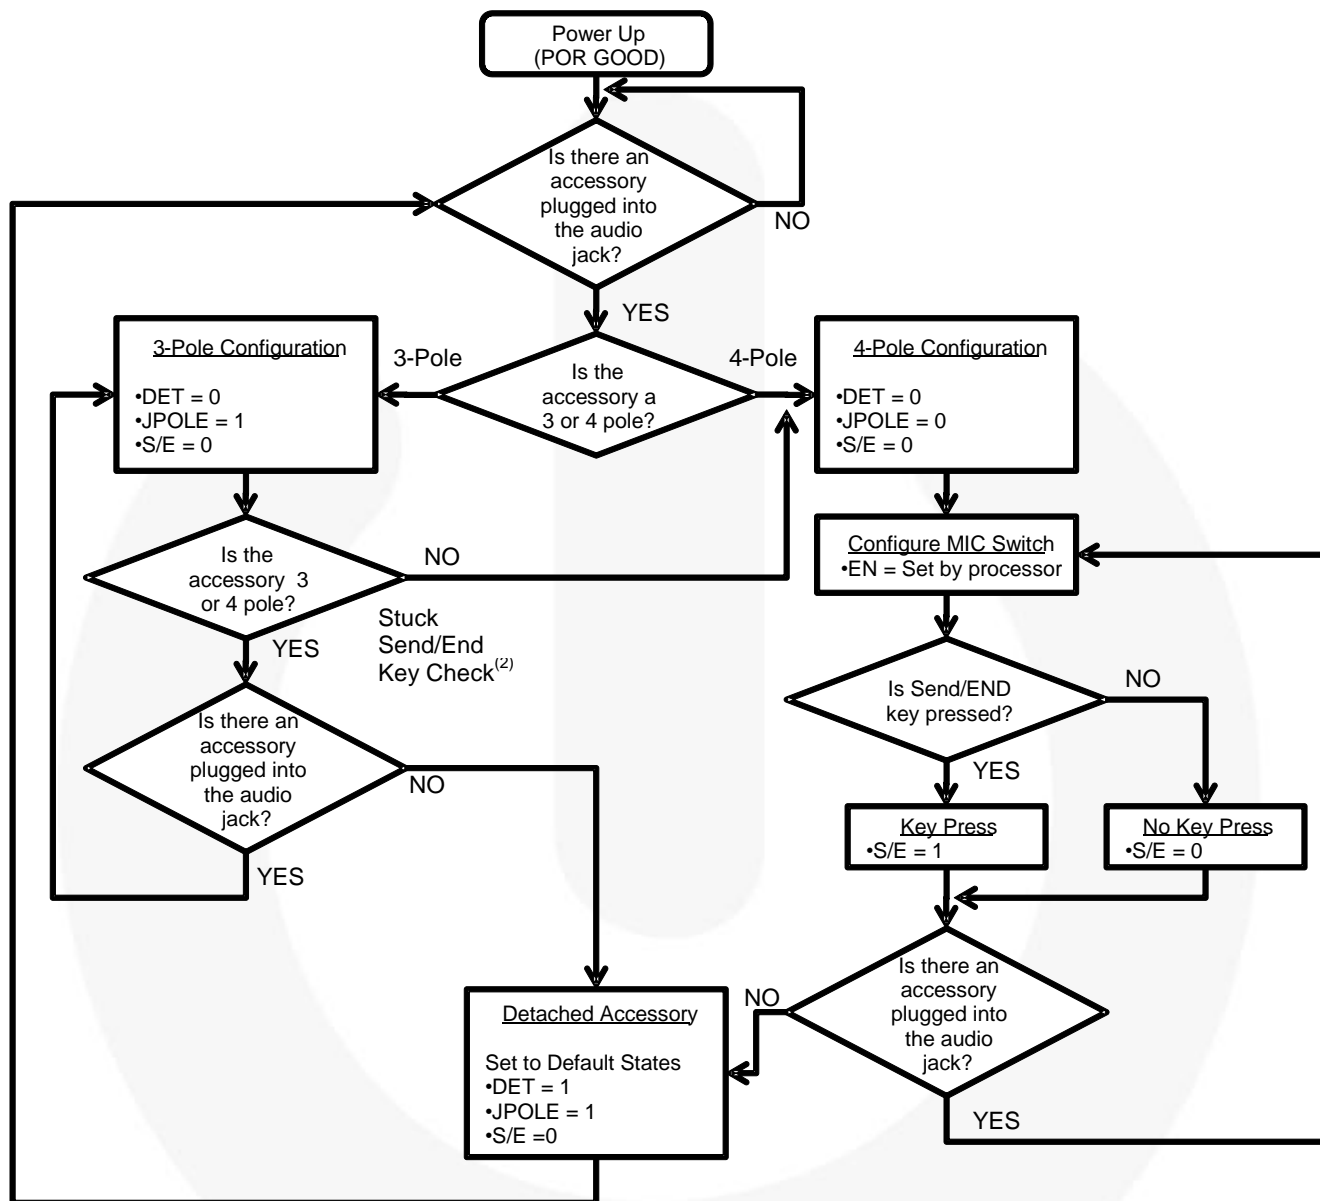 Power Up
(POR GOOD)
Is there an
accessory
plugged into
the audio
jack?
NO
YES
3-Pole Configuration
•DET = 0
•JPOLE = 1
•S/E = 0
3-Pole
Is the
accessory a
3 or 4 pole?
4-Pole
4-Pole Configuration
•DET = 0
•JPOLE = 0
•S/E = 0
Is the
accessory 3
or 4 pole?
NO
YES
Stuck
Send/End
Key Check(2)
Configure MIC Switch
•EN = Set by processor
Is Send/END
key pressed?
NO
YES
Is there an
accessory
plugged into
the audio
jack?
NO
YES
Key Press
•S/E = 1
No Key Press
•S/E = 0
Is there an
accessory
plugged into
the audio
jack?
NO
YES
Detached Accessory
Set to Default States
•DET = 1
•JPOLE = 1
•S/E =0